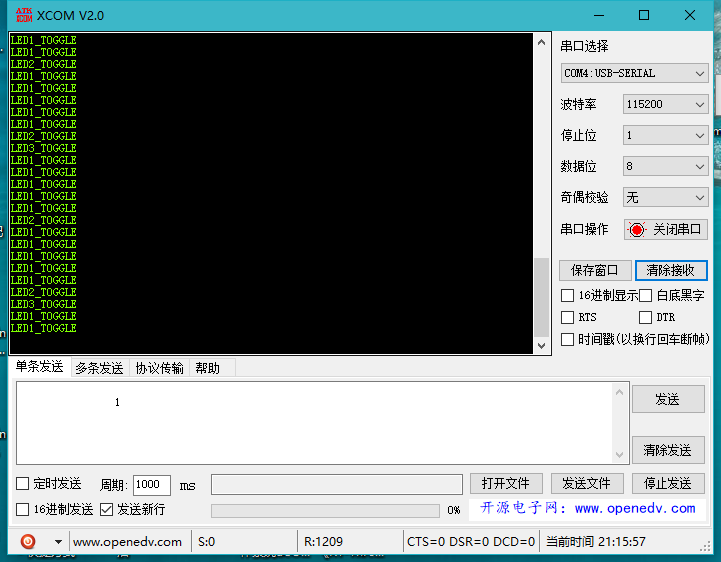 XCOM V2.0
LED1_TOGGLE
LED1_TOGGLE
LED2_TOGGLE
LED1_TOGGLE
LED1_TOGGLE
LED1_TOGGLE
LED1_TOGGLE
LED1_TOGGLE
LED2_TOGGLE
LED3_TOGGLE
LED1_TOGGLE
LED1_TOGGLE
LED1_TOGGLE
LED1_TOGGLE
LED1_TOGGLE
LED2_TOGGLE
LED1_TOGGLE
LED1_TOGGLE
LED1_TOGGLE
LED1_TOGGLE
LED1_TOGGLE
LED2_TOGGLE
LED3_TOGGLE
LED1_TOGGLE
LED1_TOGGLE
串口选择
COM4:USB-SERIAL
波特率 115200
停止位 1
数据位 8
奇偶校验 无
串口操作 关闭串口
保存窗口 清除接收
16进制显示 白底黑字
RTS DTR
时间戳(以换行回车断帧)
单条发送 多条发送 协议传输 帮助
1
发送
清除发送
定时发送 周期: 1000 ms 打开文件 发送文件 停止发送
16进制发送 发送新行 0% 开源电子网：www.openedv.com
www.openedv.com S:0 R:1209 CTS=0 DSR=0 DCD=0 当前时间 21:15:57